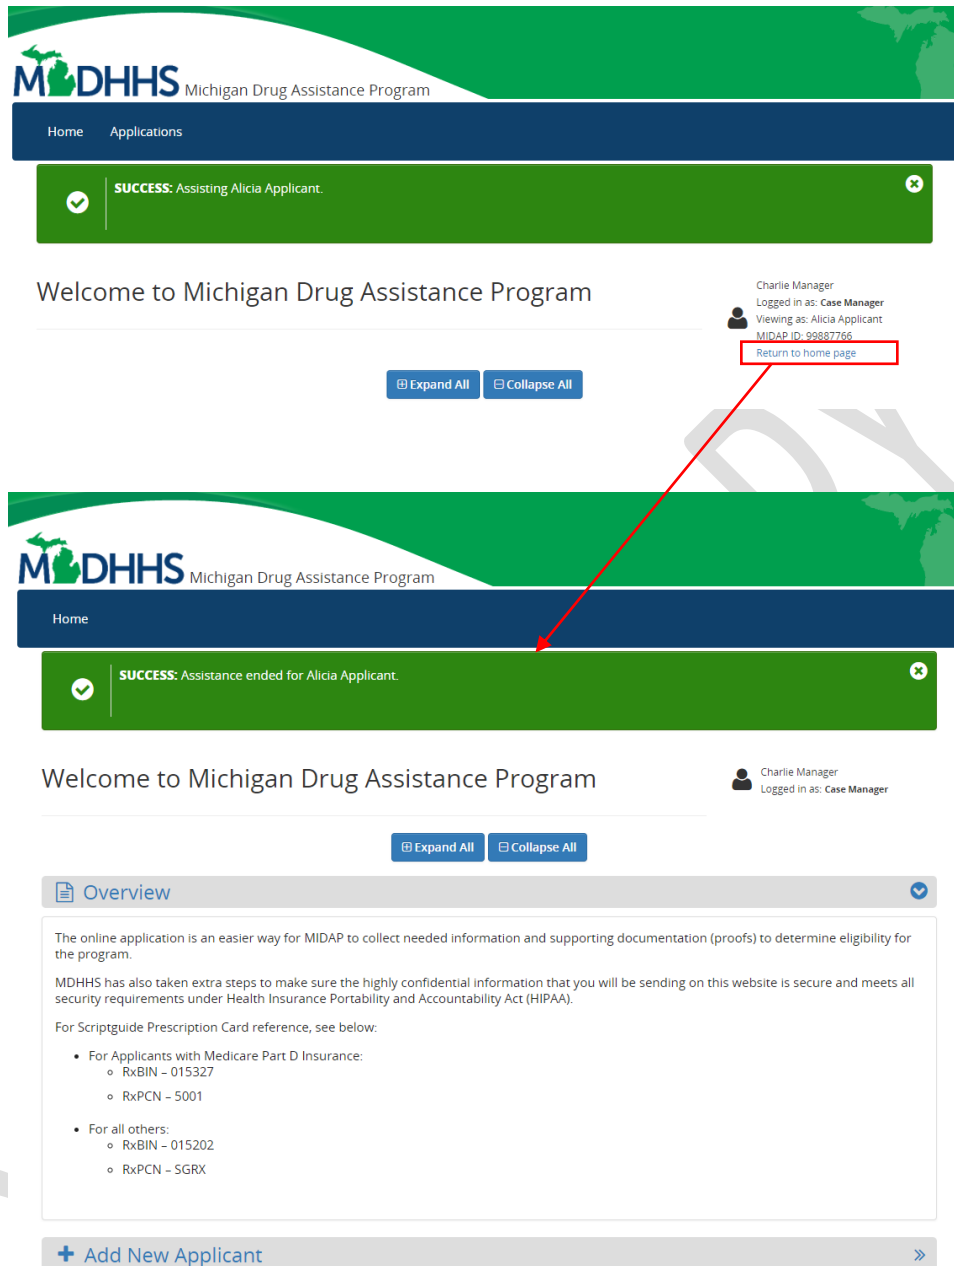 MDHHS Michigan Drug Assistance Program
Home Applications
SUCCESS: Assisting Alicia Applicant.
Welcome to Michigan Drug Assistance Program
Charlie Manager
Logged in as: Case Manager
Viewing as: Alicia Applicant
MIDAP ID: 99887766
Return to home page
Expand All Collapse All
MDHHS Michigan Drug Assistance Program
Home
SUCCESS: Assistance ended for Alicia Applicant.
Welcome to Michigan Drug Assistance Program
Charlie Manager
Logged in as: Case Manager
Expand All Collapse All
Overview
The online application is an easier way for MIDAP to collect needed information and supporting documentation (proofs) to determine eligibility for
the program.
MDHHS has also taken extra steps to make sure the highly confidential information that you will be sending on this website is secure and meets all
security requirements under Health Insurance Portability and Accountability Act (HIPAA).
For Scriptguide Prescription Card reference, see below:
• For Applicants with Medicare Part D Insurance:
◦ RxBIN – 015327
◦ RxPCN – 5001
• For all others:
◦ RxBIN – 015202
◦ RxPCN – SGRX
Add New Applicant